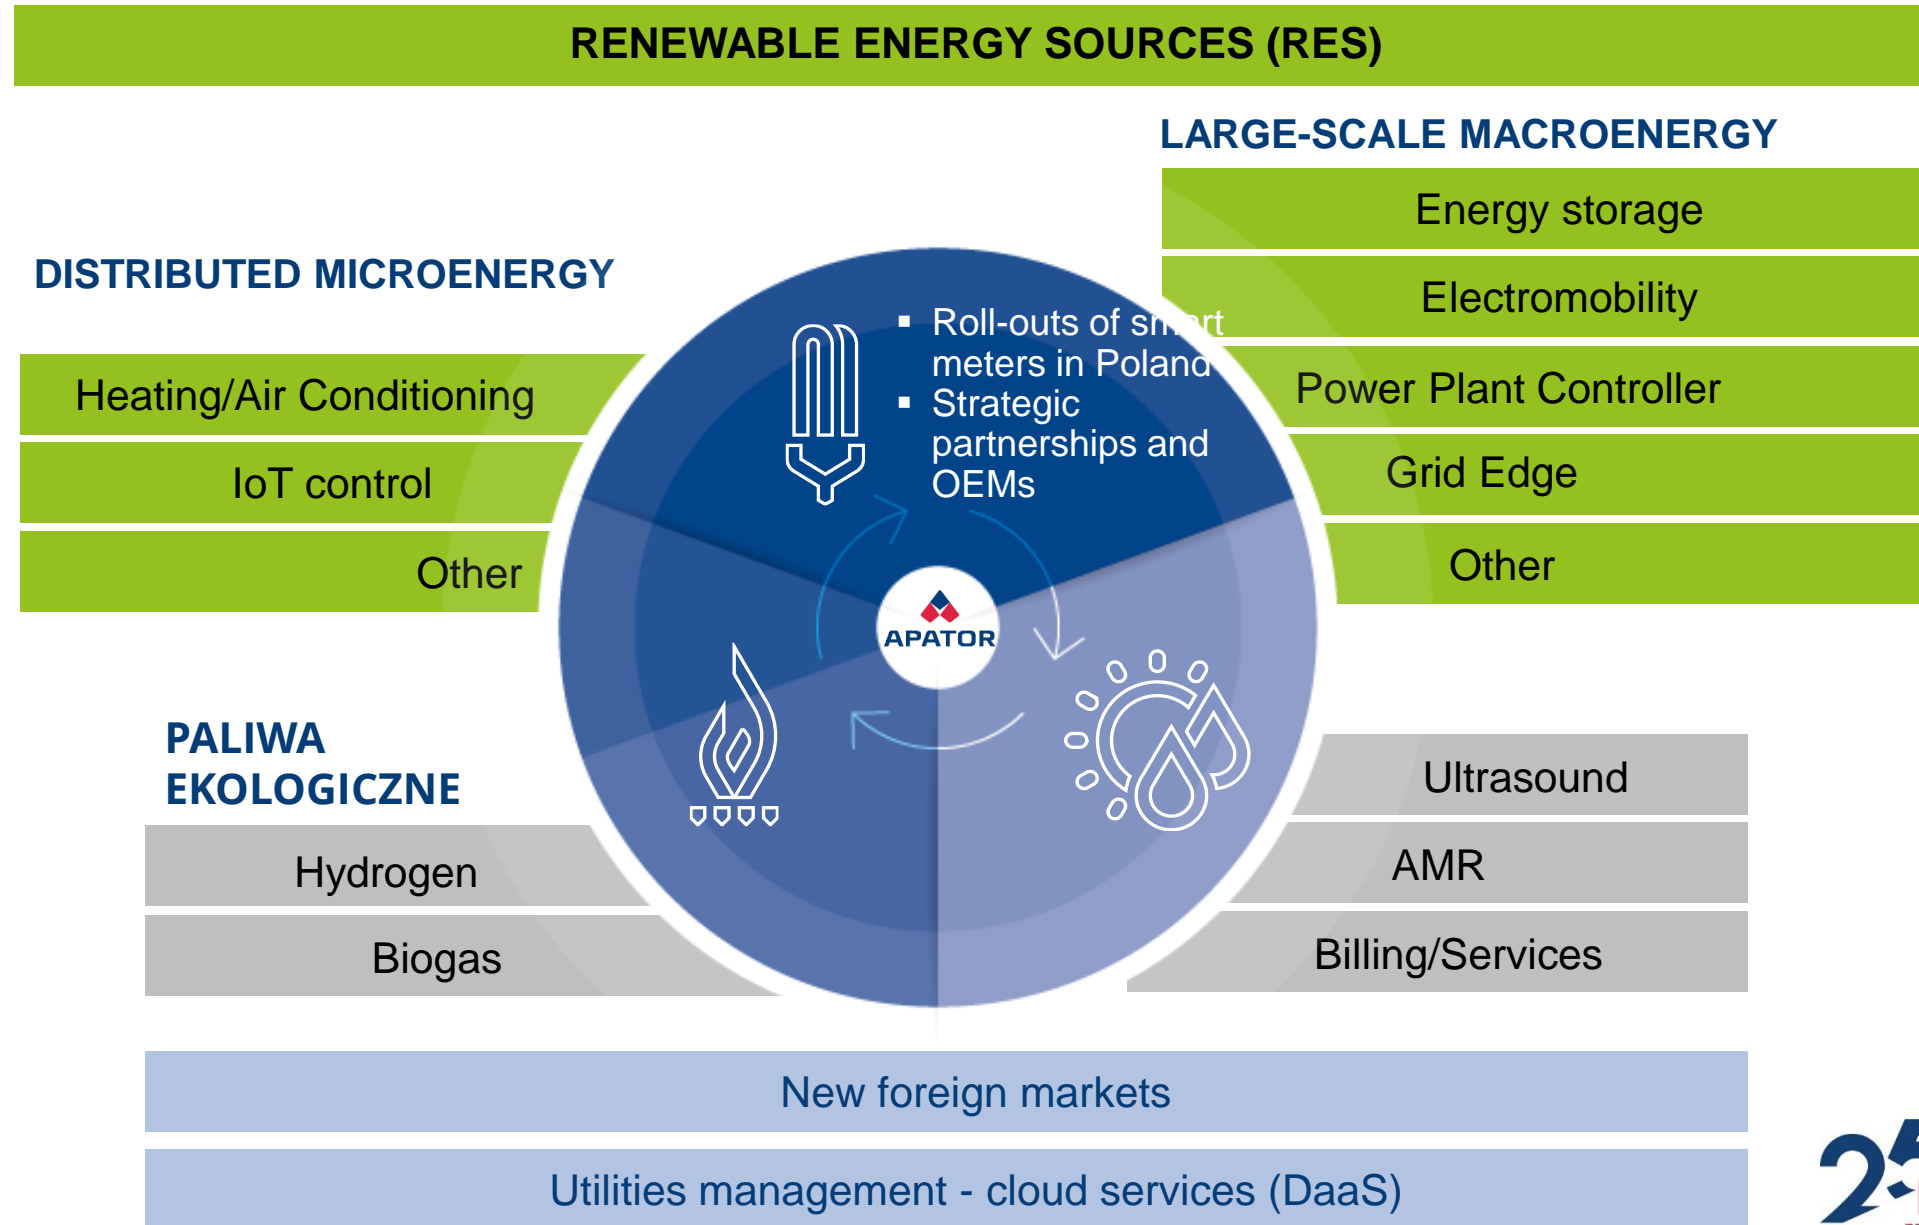 RENEWABLE ENERGY SOURCES (RES)
LARGE-SCALE MACROENERGY
Energy storage
Electromobility
Power Plant Controller
Grid Edge
Other
DISTRIBUTED MICROENERGY
Heating/Air Conditioning
IoT control
Other
▪ Roll-outs of smart
meters in Poland
▪ Strategic
partnerships and
OEMs
APATOR
PALIWA
EKOLOGICZNE
Hydrogen
Biogas
Ultrasound
AMR
Billing/Services
New foreign markets
Utilities management - cloud services (DaaS)